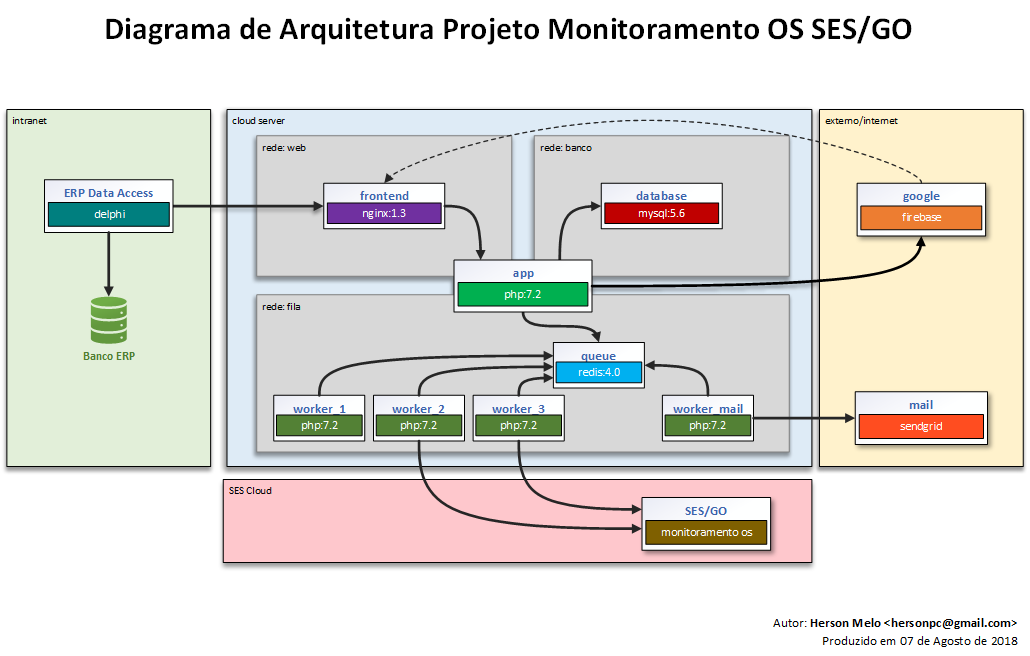 Diagrama de Arquitetura Projeto Monitoramento OS SES/GO
intranet
ERP Data Access
delphi
Banco ERP
cloud server
rede: web
frontend
nginx:1.3
rede: banco
database
mysql:5.6
app
php:7.2
rede: fila
queue
redis:4.0
worker_1
php:7.2
worker_2
php:7.2
worker_3
php:7.2
worker_mail
php:7.2
externo/internet
google
firebase
mail
sendgrid
SES Cloud
SES/GO
monitoramento os
Autor: Herson Melo <hersonpc@gmail.com>
Produzido em 07 de Agosto de 2018